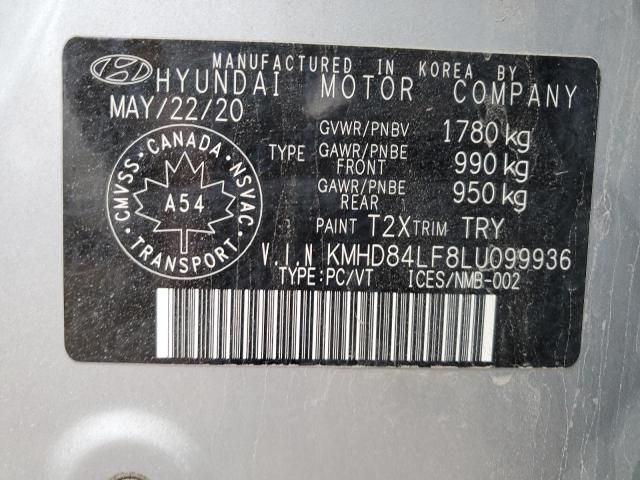 MANUFACTURED IN KOREA BY
HYUNDAI MOTOR COMPANY
MAY/22/20
CMVSS · CANADA · NSVAC
A54
TRANSPORT
TYPE
GVWR/PNBV 1780 kg
GAWR/PNBE FRONT 990 kg
GAWR/PNBE REAR 950 kg
PAINT T2X TRIM TRY
V.I.N KMHD84LF8LU099936
TYPE:PC/VT ICES/NMB-002